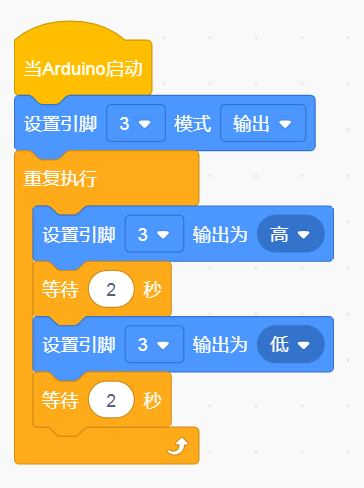 当Arduino启动
设置引脚 3 模式 输出
重复执行
设置引脚 3 输出为 高
等待 2 秒
设置引脚 3 输出为 低
等待 2 秒